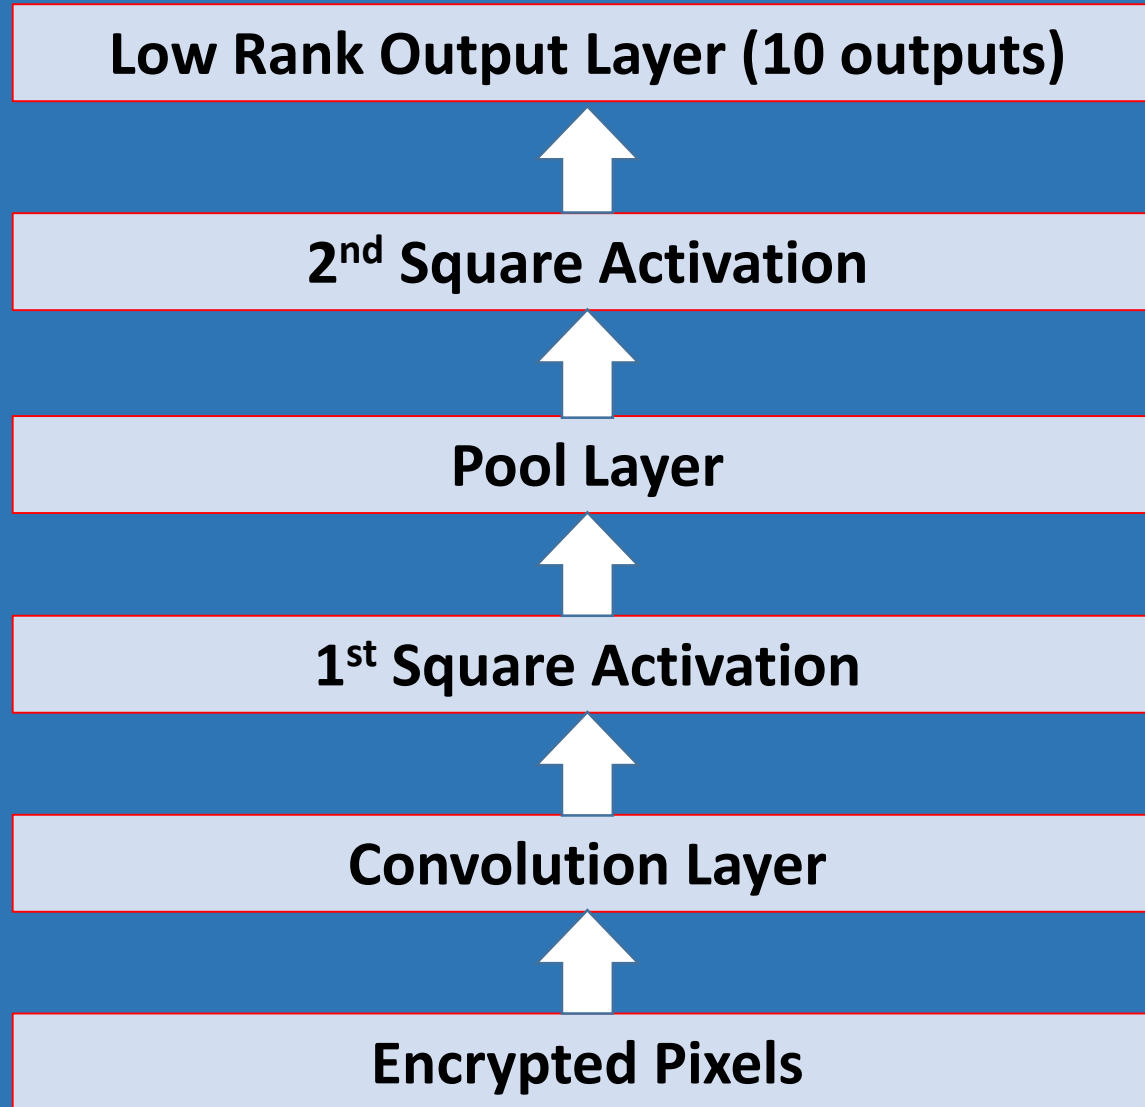 Low Rank Output Layer (10 outputs)
2nd Square Activation
Pool Layer
1st Square Activation
Convolution Layer
Encrypted Pixels